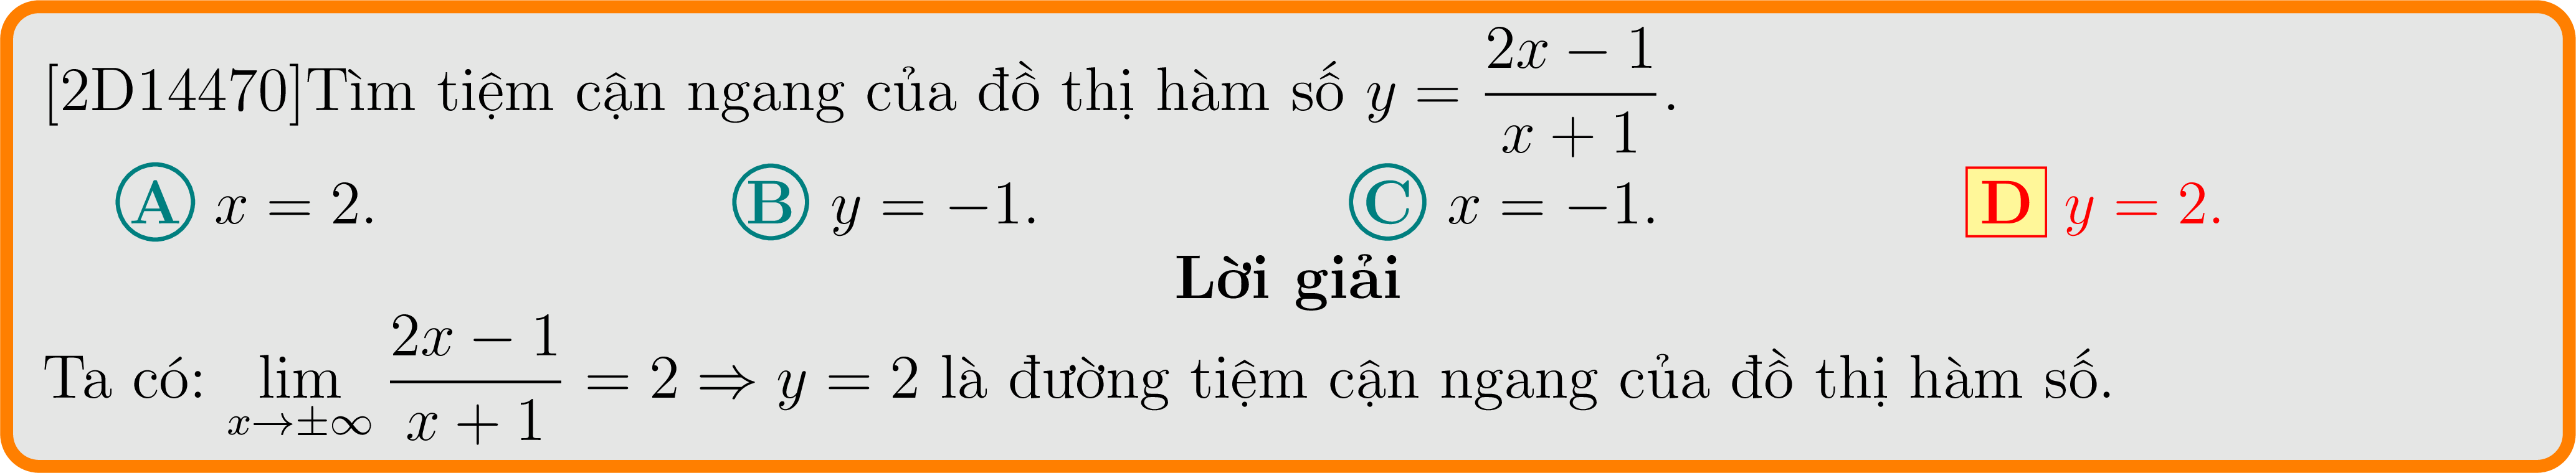 [2D14470]Tìm tiệm cận ngang của đồ thị hàm số $y = \dfrac{2x-1}{x+1}$.
A $x = 2$. B $y = -1$. C $x = -1$. D $y = 2$.
Lời giải
Ta có: $\lim\limits_{x \to \pm\infty} \dfrac{2x-1}{x+1} = 2 \Rightarrow y = 2$ là đường tiệm cận ngang của đồ thị hàm số.